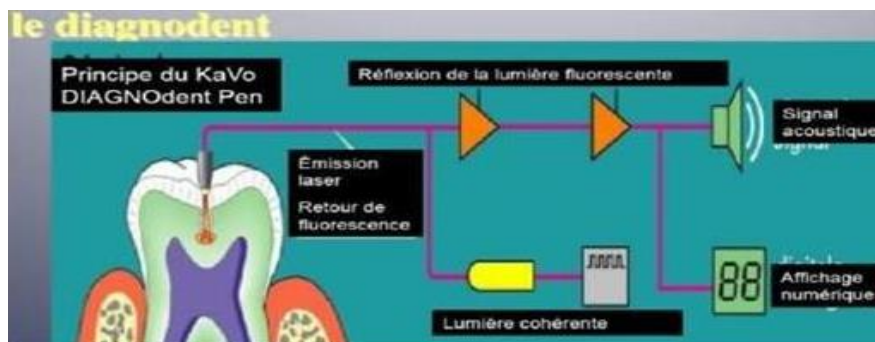 le diagnodent
Principe du KaVo
DIAGNOdent Pen
Réflexion de la lumière fluorescente
Signal
acoustique
Émission
laser
Retour de
fluorescence
88
Affichage
numérique
Lumière cohérente